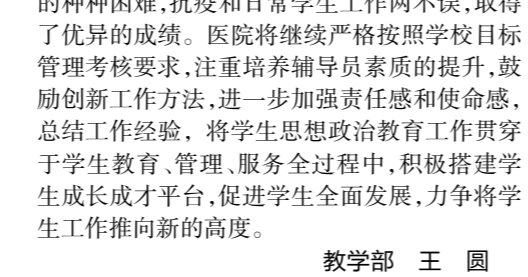 的种种困难,抗疫和日常学生工作两不误,取得
了优异的成绩。医院将继续严格按照学校目标
管理考核要求,注重培养辅导员素质的提升,鼓
励创新工作方法,进一步加强责任感和使命感,
总结工作经验，将学生思想政治教育工作贯穿
于学生教育、管理、服务全过程中,积极搭建学
生成长成才平台,促进学生全面发展,力争将学
生工作推向新的高度。
教学部　王　圆